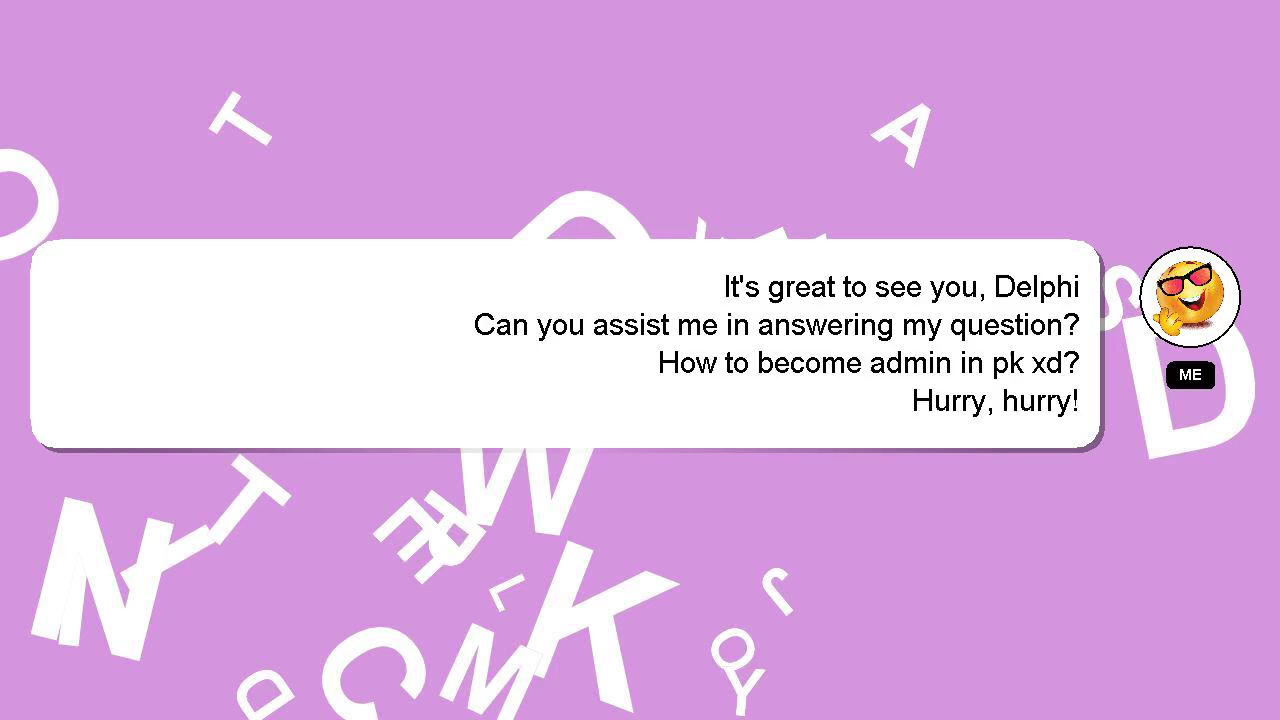 It's great to see you, Delphi
Can you assist me in answering my question?
How to become admin in pk xd?
Hurry, hurry!
ME
T
A
O
S
D
W
N
Y
T
E
R
L
K
J
C
M
D
O
Y